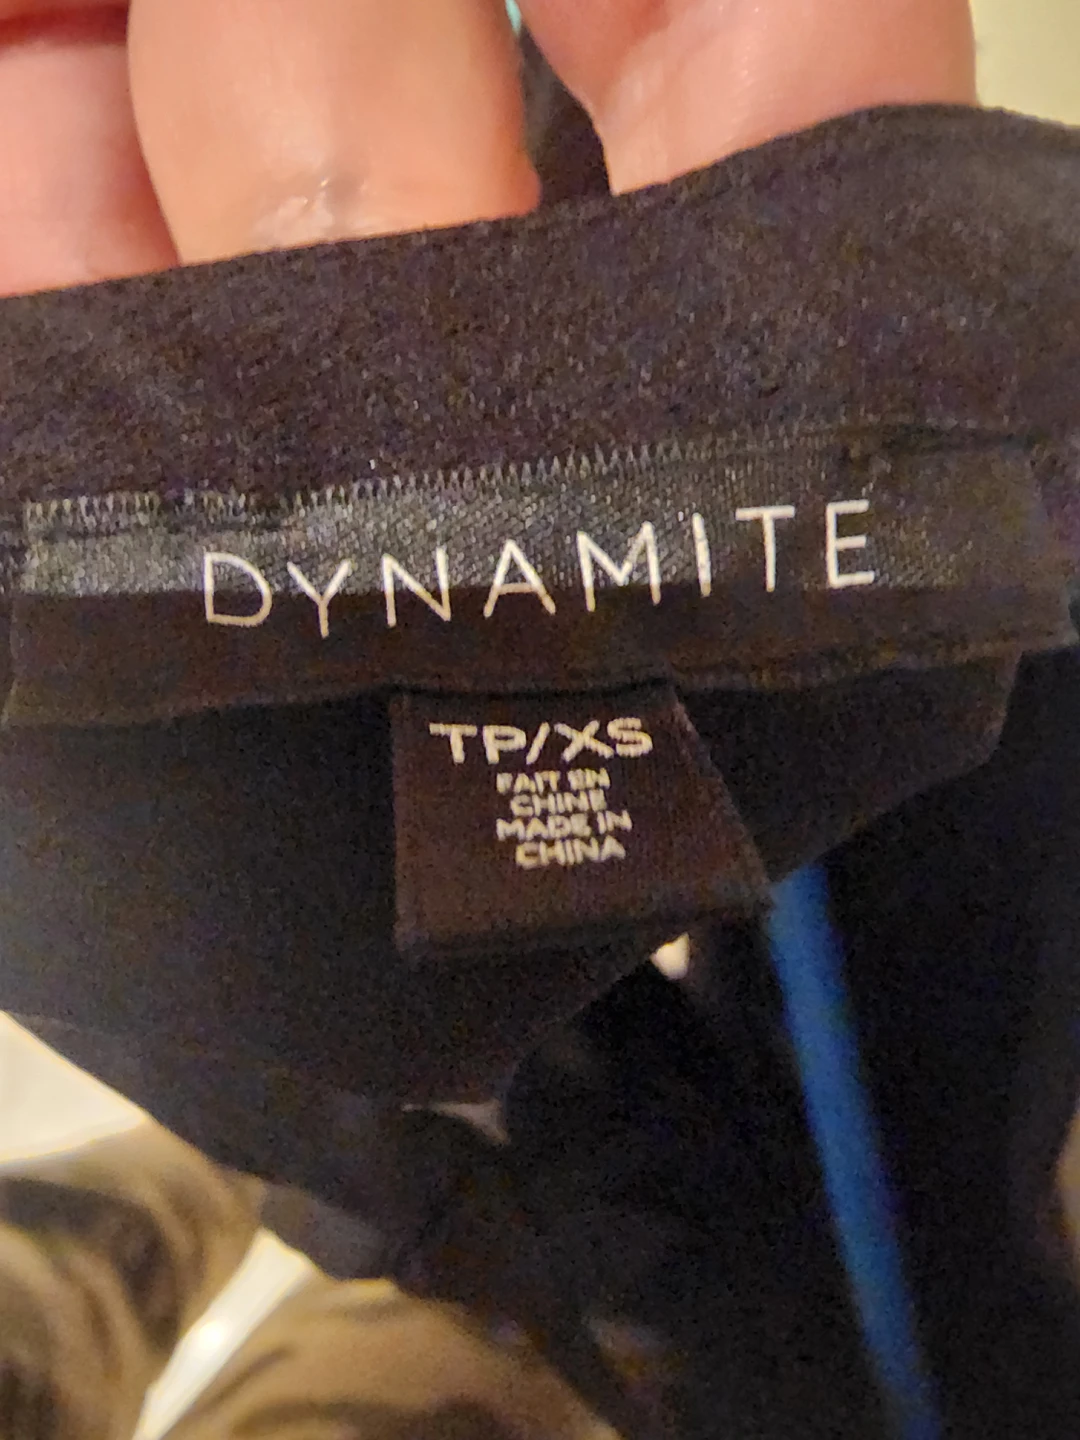 DYNAMITE
TP/XS
FAIT EN
CHINE
MADE IN
CHINA